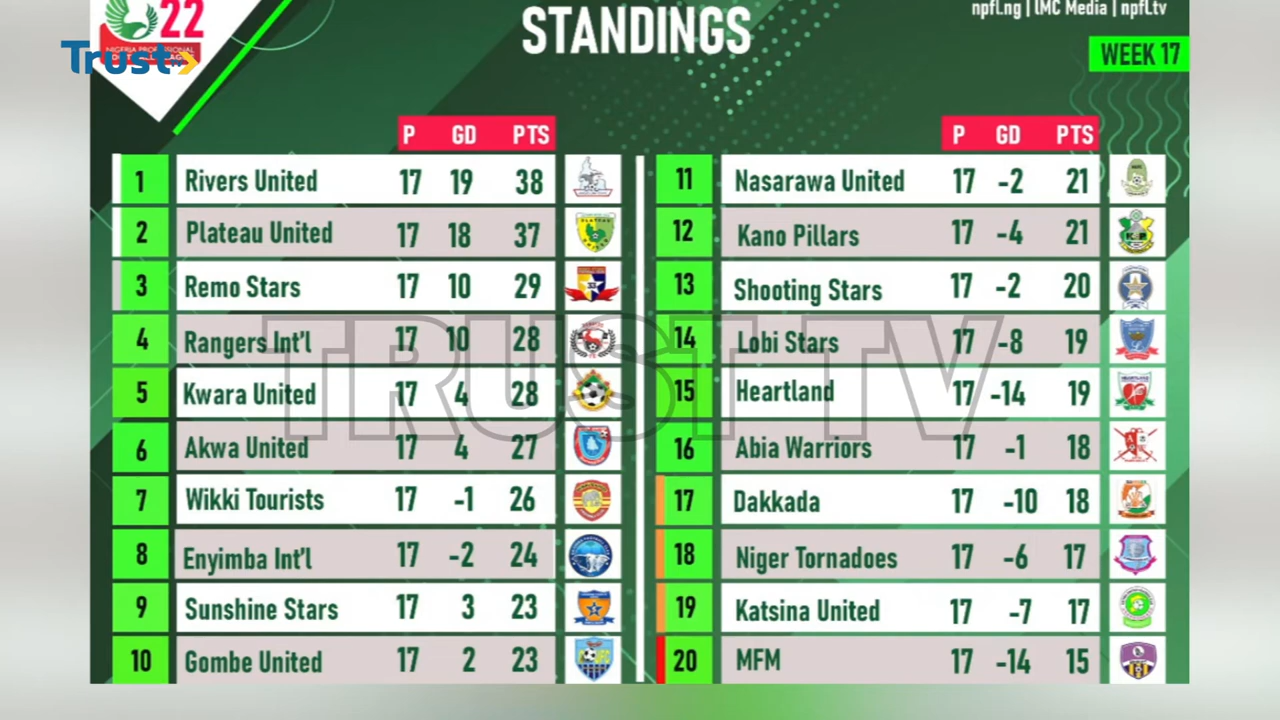 22
NIGERIA PROFESSIONAL
Trust TV
STANDINGS
npfl.ng | LMC Media | npfl.tv
WEEK 17
P GD PTS
1 Rivers United 17 19 38
2 Plateau United 17 18 37
3 Remo Stars 17 10 29
4 Rangers Int'l 17 10 28
5 Kwara United 17 4 28
6 Akwa United 17 4 27
7 Wikki Tourists 17 -1 26
8 Enyimba Int'l 17 -2 24
9 Sunshine Stars 17 3 23
10 Gombe United 17 2 23
P GD PTS
11 Nasarawa United 17 -2 21
12 Kano Pillars 17 -4 21
13 Shooting Stars 17 -2 20
14 Lobi Stars 17 -8 19
15 Heartland 17 -14 19
16 Abia Warriors 17 -1 18
17 Dakkada 17 -10 18
18 Niger Tornadoes 17 -6 17
19 Katsina United 17 -7 17
20 MFM 17 -14 15
TRUST TV